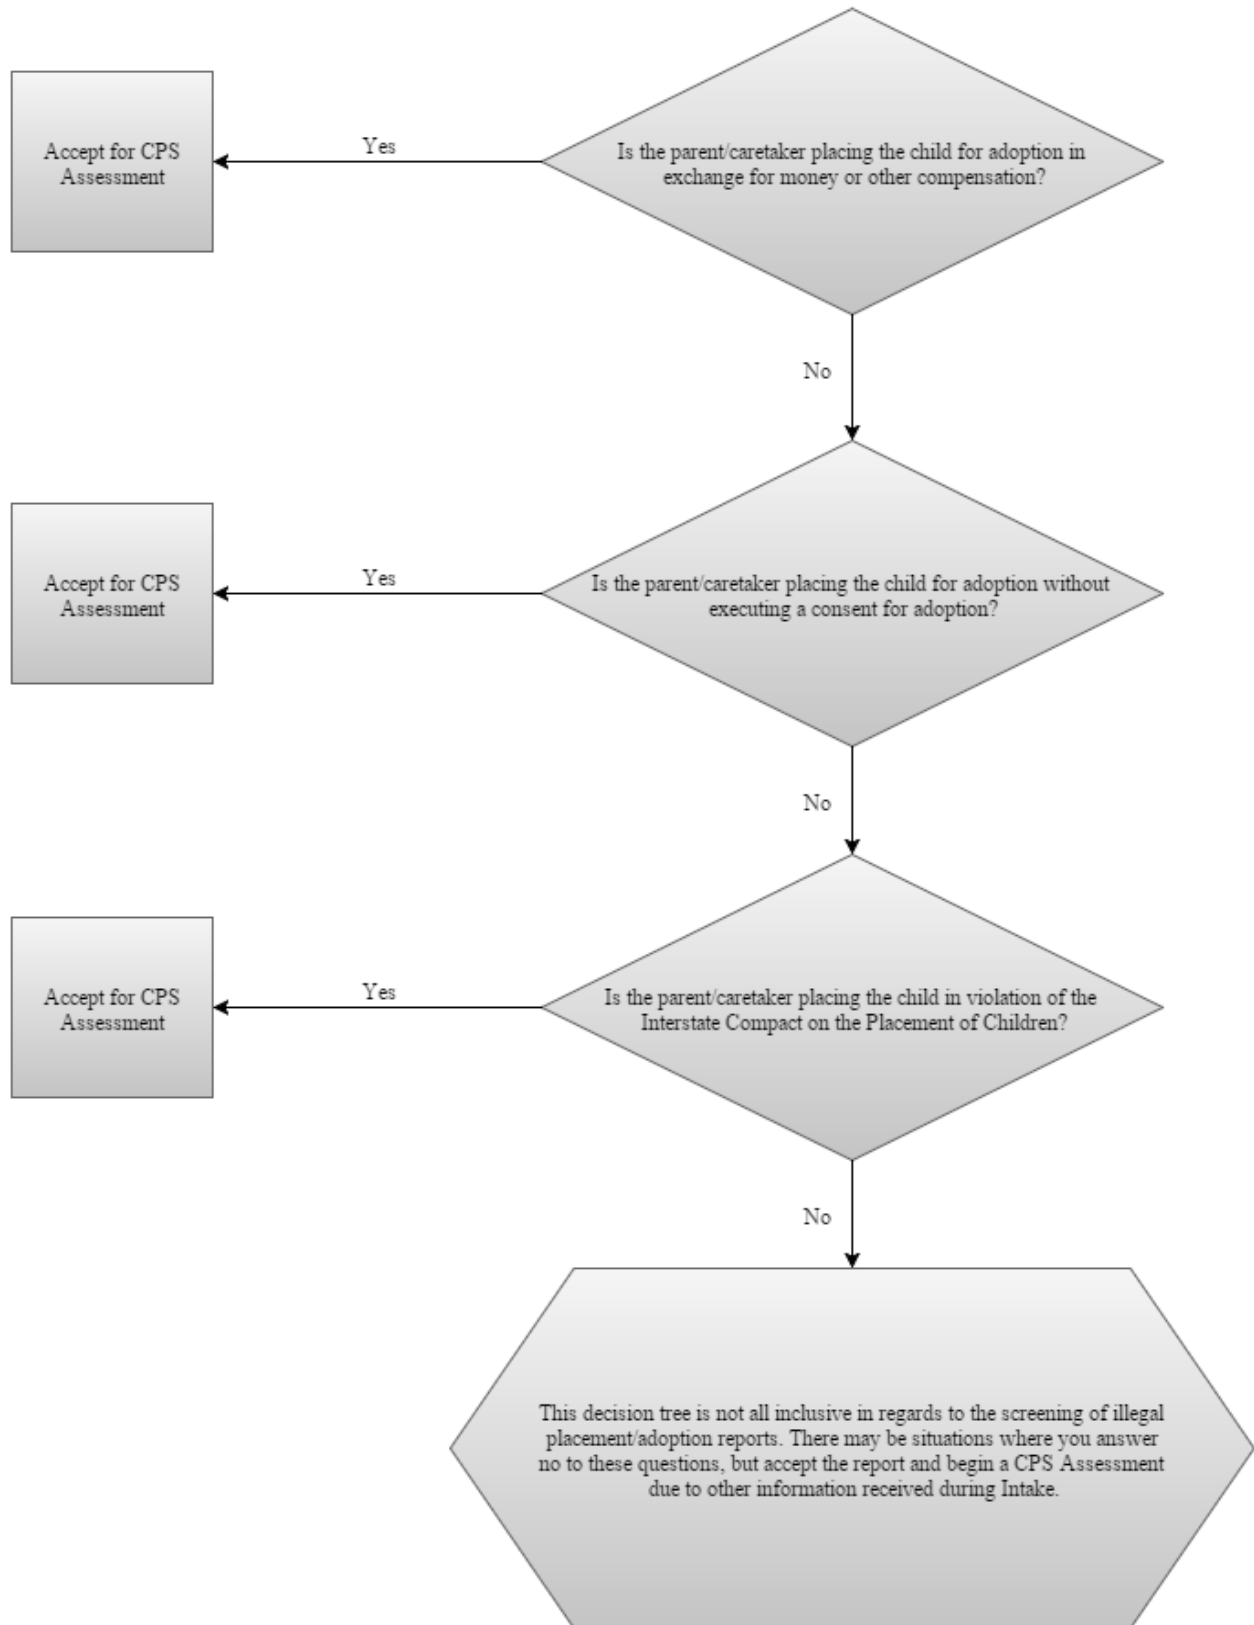 Is the parent/caretaker placing the child for adoption in
exchange for money or other compensation?
Yes
Accept for CPS
Assessment
No
Is the parent/caretaker placing the child for adoption without
executing a consent for adoption?
Yes
Accept for CPS
Assessment
No
Is the parent/caretaker placing the child in violation of the
Interstate Compact on the Placement of Children?
Yes
Accept for CPS
Assessment
No
This decision tree is not all inclusive in regards to the screening of illegal
placement/adoption reports. There may be situations where you answer
no to these questions, but accept the report and begin a CPS Assessment
due to other information received during Intake.